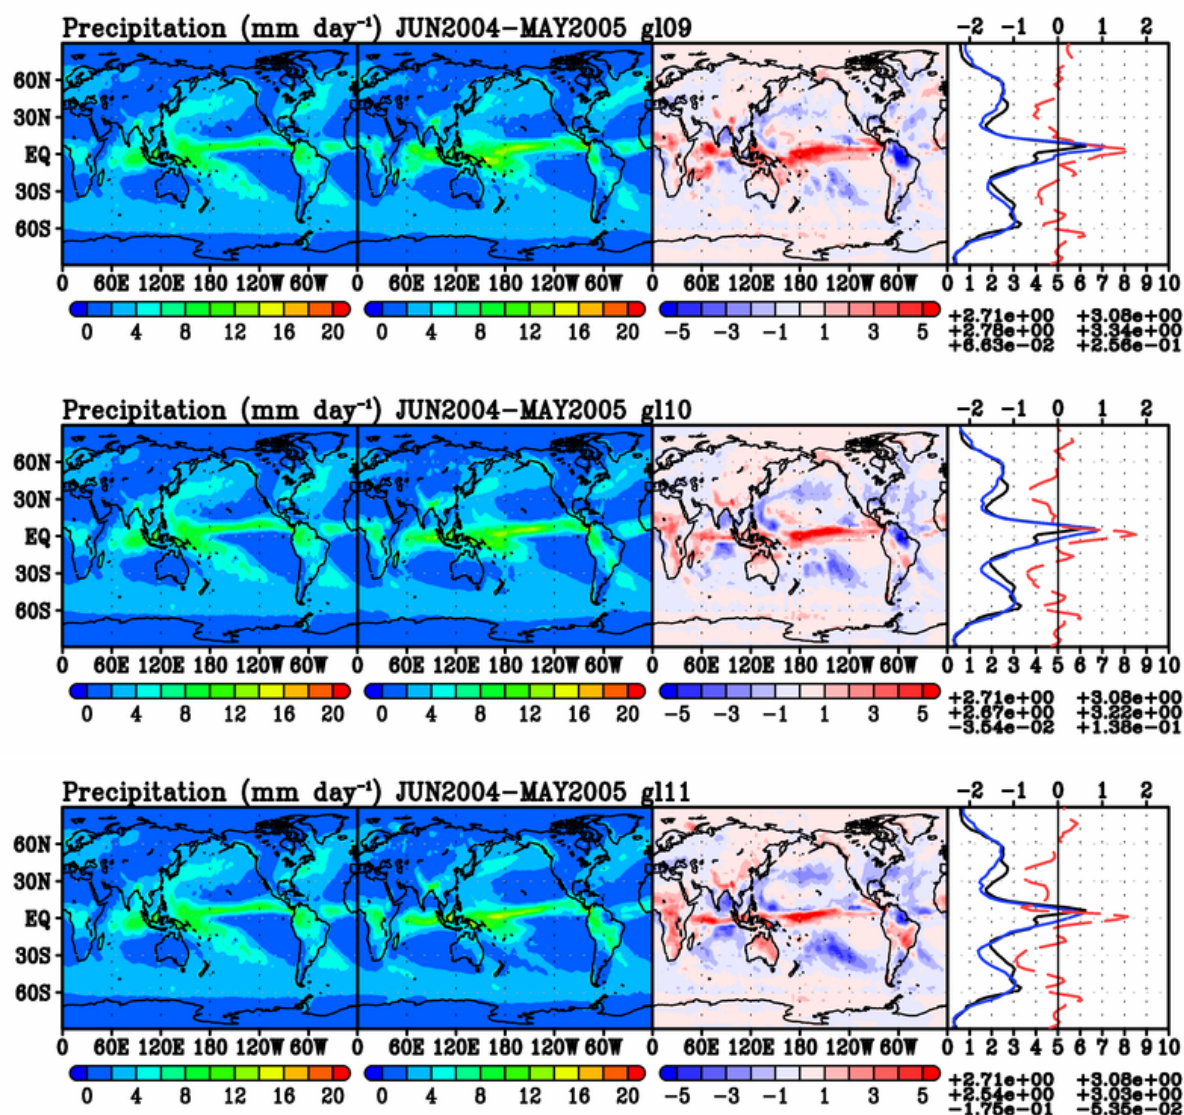 Precipitation (mm day⁻¹) JUN2004−MAY2005 gl09
−2 −1 0 1 2
60N
30N
EQ
30S
60S
0 60E 120E 180 120W 60W 0 60E 120E 180 120W 60W 0 60E 120E 180 120W 60W 0 1 2 3 4 5 6 7 8 9 10
0 4 8 12 16 20 0 4 8 12 16 20 −5 −3 −1 1 3 5
+2.71e+00 +3.08e+00
+2.78e+00 +3.34e+00
+6.63e−02 +2.56e−01
Precipitation (mm day⁻¹) JUN2004−MAY2005 gl10
−2 −1 0 1 2
60N
30N
EQ
30S
60S
0 60E 120E 180 120W 60W 0 60E 120E 180 120W 60W 0 60E 120E 180 120W 60W 0 1 2 3 4 5 6 7 8 9 10
0 4 8 12 16 20 0 4 8 12 16 20 −5 −3 −1 1 3 5
+2.71e+00 +3.08e+00
+2.67e+00 +3.22e+00
−3.54e−02 +1.38e−01
Precipitation (mm day⁻¹) JUN2004−MAY2005 gl11
−2 −1 0 1 2
60N
30N
EQ
30S
60S
0 60E 120E 180 120W 60W 0 60E 120E 180 120W 60W 0 60E 120E 180 120W 60W 0 1 2 3 4 5 6 7 8 9 10
0 4 8 12 16 20 0 4 8 12 16 20 −5 −3 −1 1 3 5
+2.71e+00 +3.08e+00
+2.54e+00 +3.03e+00
−1.75e−01 −5.35e−02